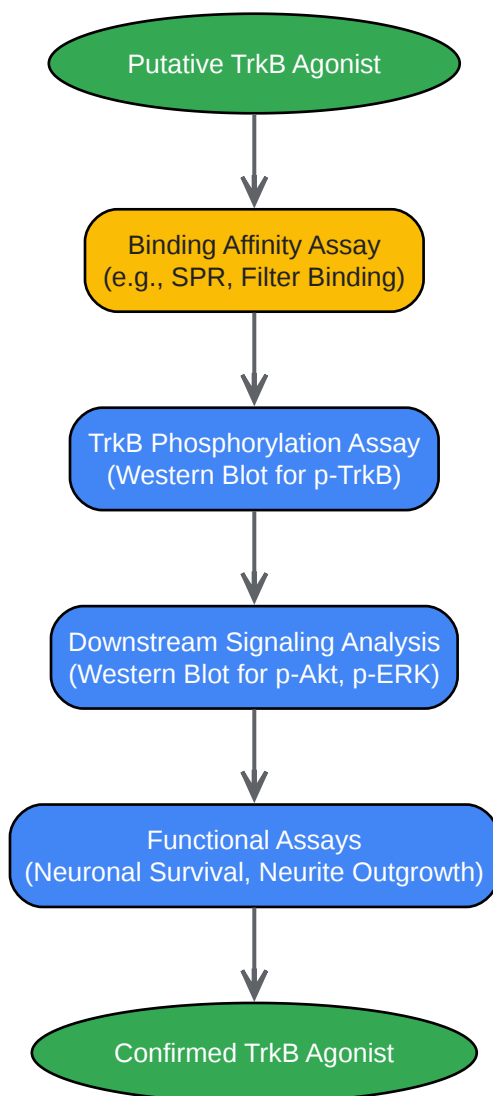 Putative TrkB Agonist
Binding Affinity Assay
(e.g., SPR, Filter Binding)
TrkB Phosphorylation Assay
(Western Blot for p-TrkB)
Downstream Signaling Analysis
(Western Blot for p-Akt, p-ERK)
Functional Assays
(Neuronal Survival, Neurite Outgrowth)
Confirmed TrkB Agonist